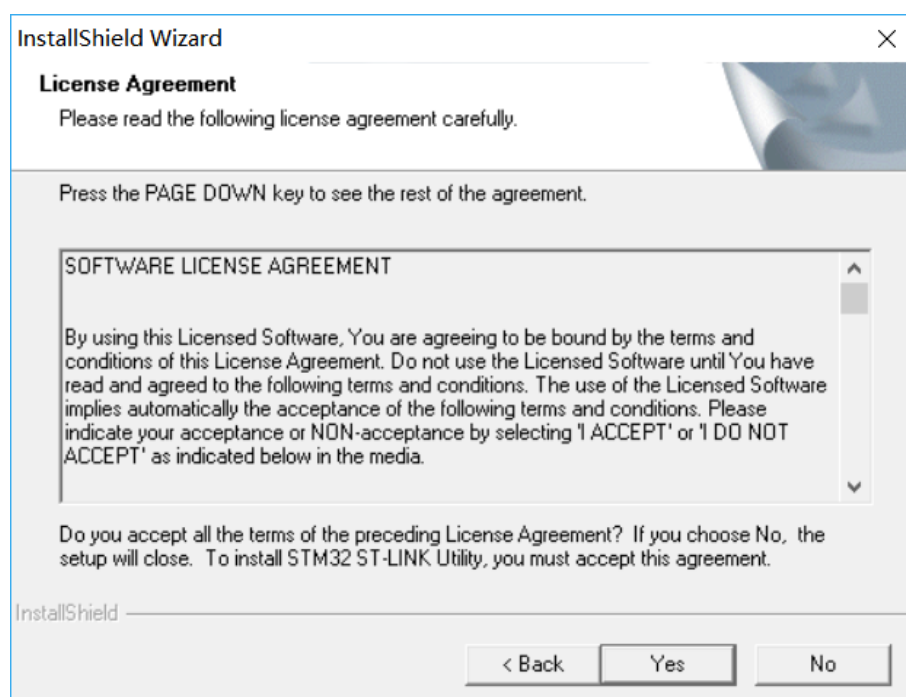 InstallShield Wizard
License Agreement
Please read the following license agreement carefully.
Press the PAGE DOWN key to see the rest of the agreement.
SOFTWARE LICENSE AGREEMENT
By using this Licensed Software, You are agreeing to be bound by the terms and
conditions of this License Agreement. Do not use the Licensed Software until You have
read and agreed to the following terms and conditions. The use of the Licensed Software
implies automatically the acceptance of the following terms and conditions. Please
indicate your acceptance or NON-acceptance by selecting 'I ACCEPT' or 'I DO NOT
ACCEPT' as indicated below in the media.
Do you accept all the terms of the preceding License Agreement? If you choose No, the
setup will close. To install STM32 ST-LINK Utility, you must accept this agreement.
InstallShield
< Back Yes No